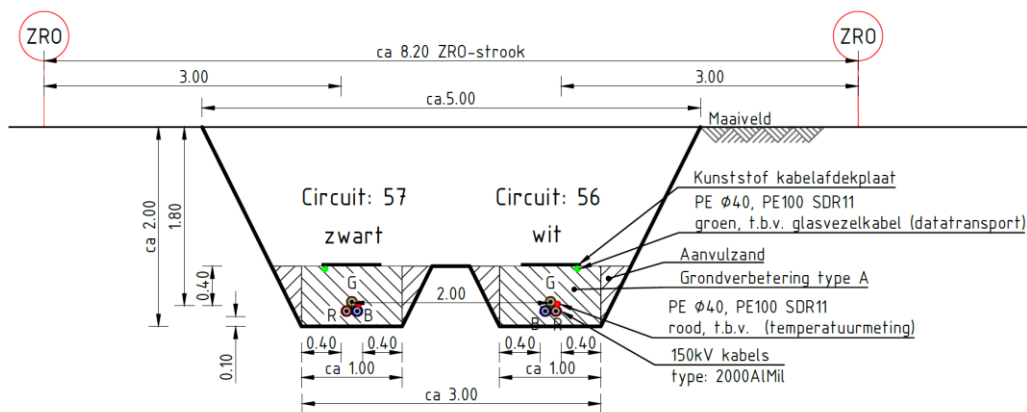 ZRO
ZRO
ca 8.20 ZRO-strook
3.00
3.00
ca.5.00
Maaiveld
ca 2.00
1.80
Circuit: 57
zwart
Circuit: 56
wit
Kunststof kabelafdekplaat
PE Ø40, PE100 SDR11
groen, t.b.v. glasvezelkabel (datatransport)
Aanvulzand
Grondverbetering type A
PE Ø40, PE100 SDR11
rood, t.b.v. (temperatuurmeting)
150kV kabels
type: 2000AlMil
0.40
G
R
B
2.00
G
B
R
0.10
0.40
0.40
0.40
0.40
ca 1.00
ca 1.00
ca 3.00